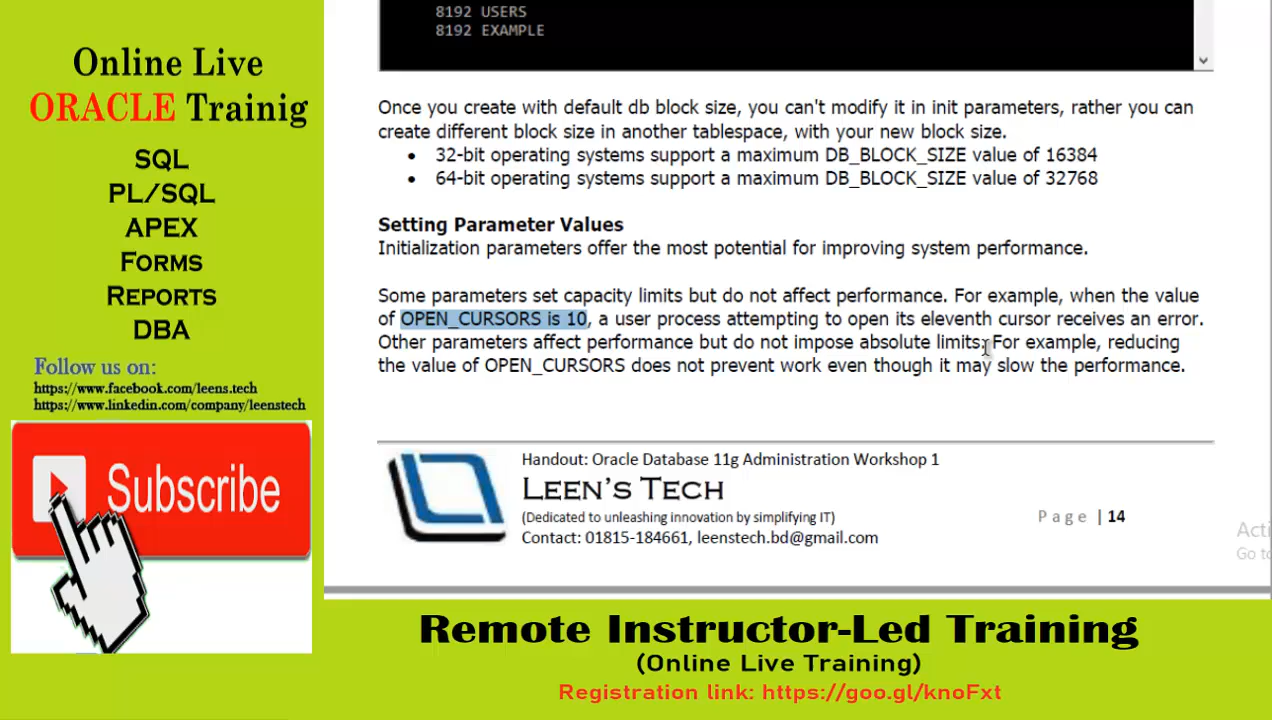 Online Live
ORACLE Trainig
SQL
PL/SQL
APEX
Forms
Reports
DBA
Follow us on:
https://www.facebook.com/leens.tech
https://www.linkedin.com/company/leenstech
Subscribe
8192 USERS
8192 EXAMPLE
Once you create with default db block size, you can't modify it in init parameters, rather you can
create different block size in another tablespace, with your new block size.
• 32-bit operating systems support a maximum DB_BLOCK_SIZE value of 16384
• 64-bit operating systems support a maximum DB_BLOCK_SIZE value of 32768
Setting Parameter Values
Initialization parameters offer the most potential for improving system performance.
Some parameters set capacity limits but do not affect performance. For example, when the value
of OPEN_CURSORS is 10, a user process attempting to open its eleventh cursor receives an error.
Other parameters affect performance but do not impose absolute limits. For example, reducing
the value of OPEN_CURSORS does not prevent work even though it may slow the performance.
Handout: Oracle Database 11g Administration Workshop 1
Leen's Tech
(Dedicated to unleashing innovation by simplifying IT)
Contact: 01815-184661, leenstech.bd@gmail.com
Page | 14
Acti
Go to
Remote Instructor-Led Training
(Online Live Training)
Registration link: https://goo.gl/knoFxt